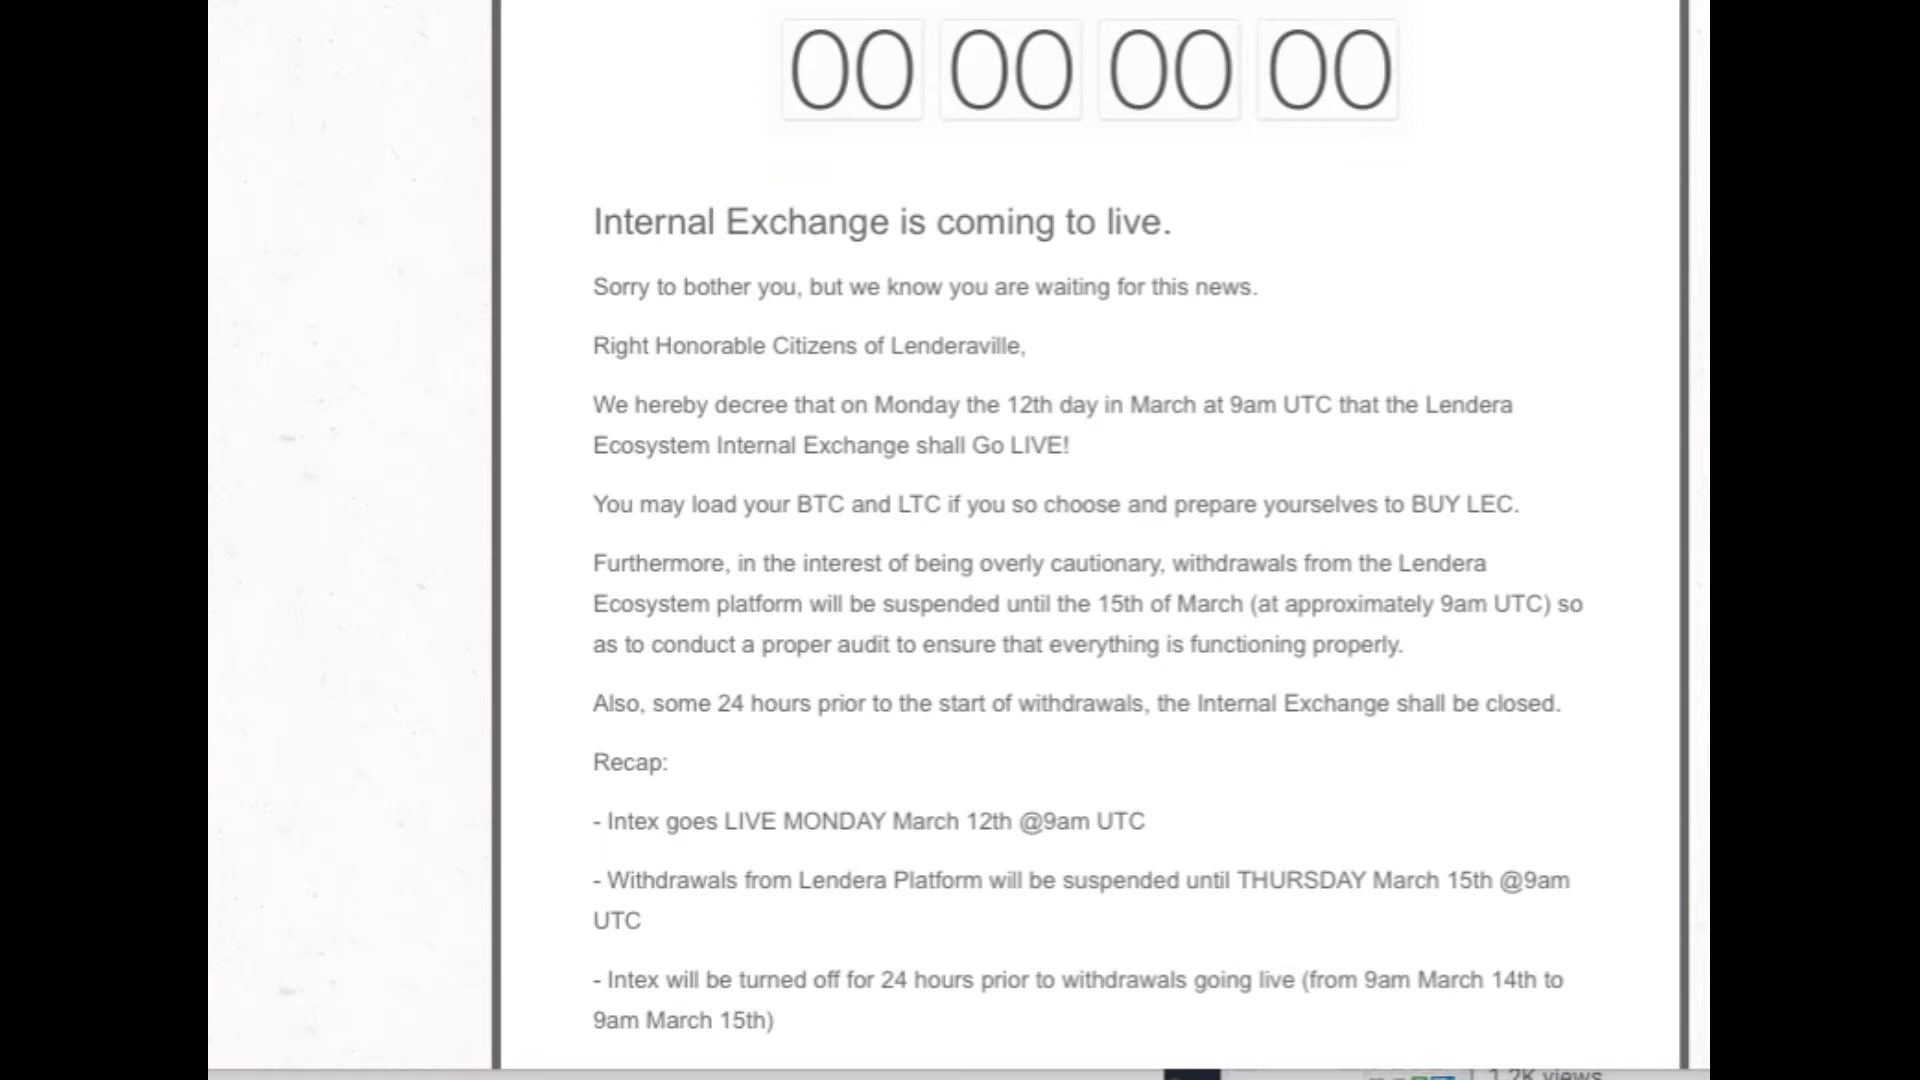 00 00 00 00
Internal Exchange is coming to live.
Sorry to bother you, but we know you are waiting for this news.
Right Honorable Citizens of Lenderaville,
We hereby decree that on Monday the 12th day in March at 9am UTC that the Lendera
Ecosystem Internal Exchange shall Go LIVE!
You may load your BTC and LTC if you so choose and prepare yourselves to BUY LEC.
Furthermore, in the interest of being overly cautionary, withdrawals from the Lendera
Ecosystem platform will be suspended until the 15th of March (at approximately 9am UTC) so
as to conduct a proper audit to ensure that everything is functioning properly.
Also, some 24 hours prior to the start of withdrawals, the Internal Exchange shall be closed.
Recap:
- Intex goes LIVE MONDAY March 12th @9am UTC
- Withdrawals from Lendera Platform will be suspended until THURSDAY March 15th @9am
UTC
- Intex will be turned off for 24 hours prior to withdrawals going live (from 9am March 14th to
9am March 15th)
1.2K views